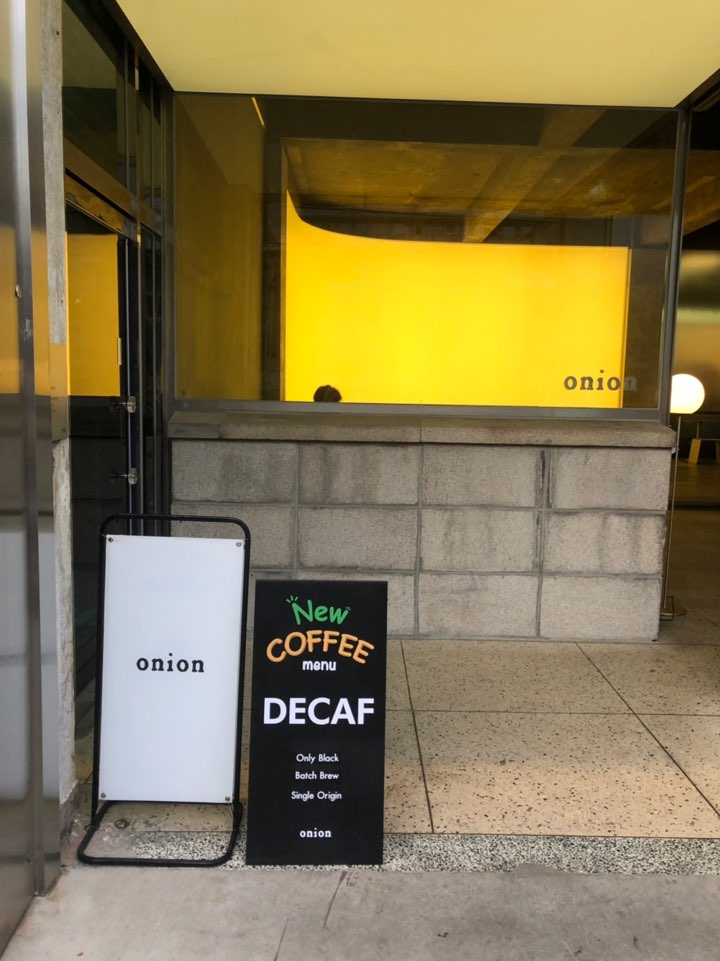 onion
onion
New
COFFEE
menu
DECAF
Only Black
Batch Brew
Single Origin
onion